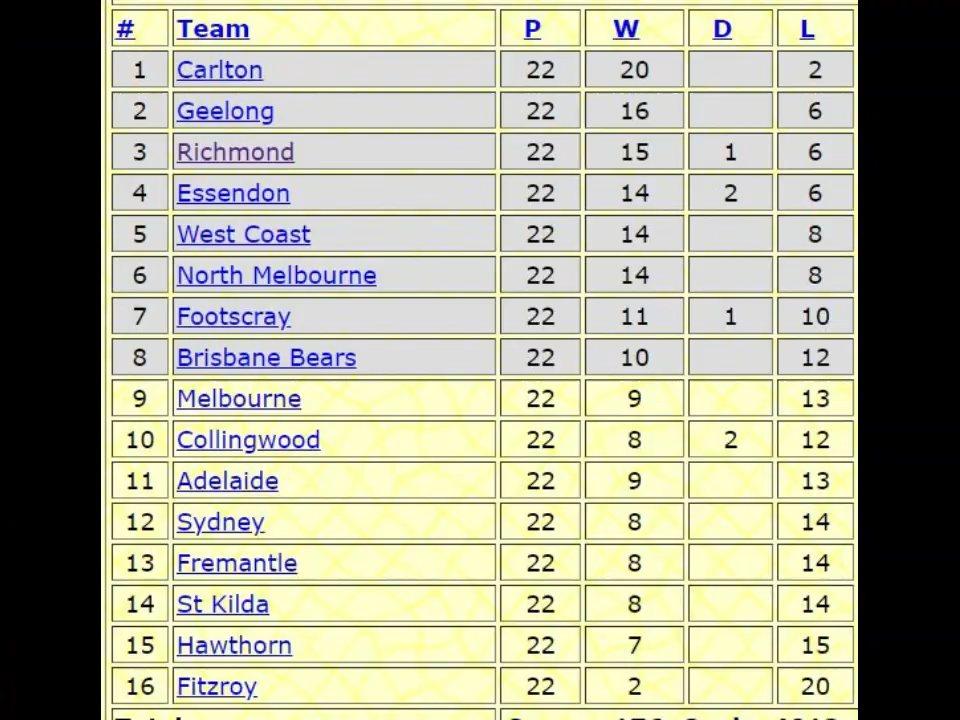 # Team P W D L
1 Carlton 22 20 2
2 Geelong 22 16 6
3 Richmond 22 15 1 6
4 Essendon 22 14 2 6
5 West Coast 22 14 8
6 North Melbourne 22 14 8
7 Footscray 22 11 1 10
8 Brisbane Bears 22 10 12
9 Melbourne 22 9 13
10 Collingwood 22 8 2 12
11 Adelaide 22 9 13
12 Sydney 22 8 14
13 Fremantle 22 8 14
14 St Kilda 22 8 14
15 Hawthorn 22 7 15
16 Fitzroy 22 2 20